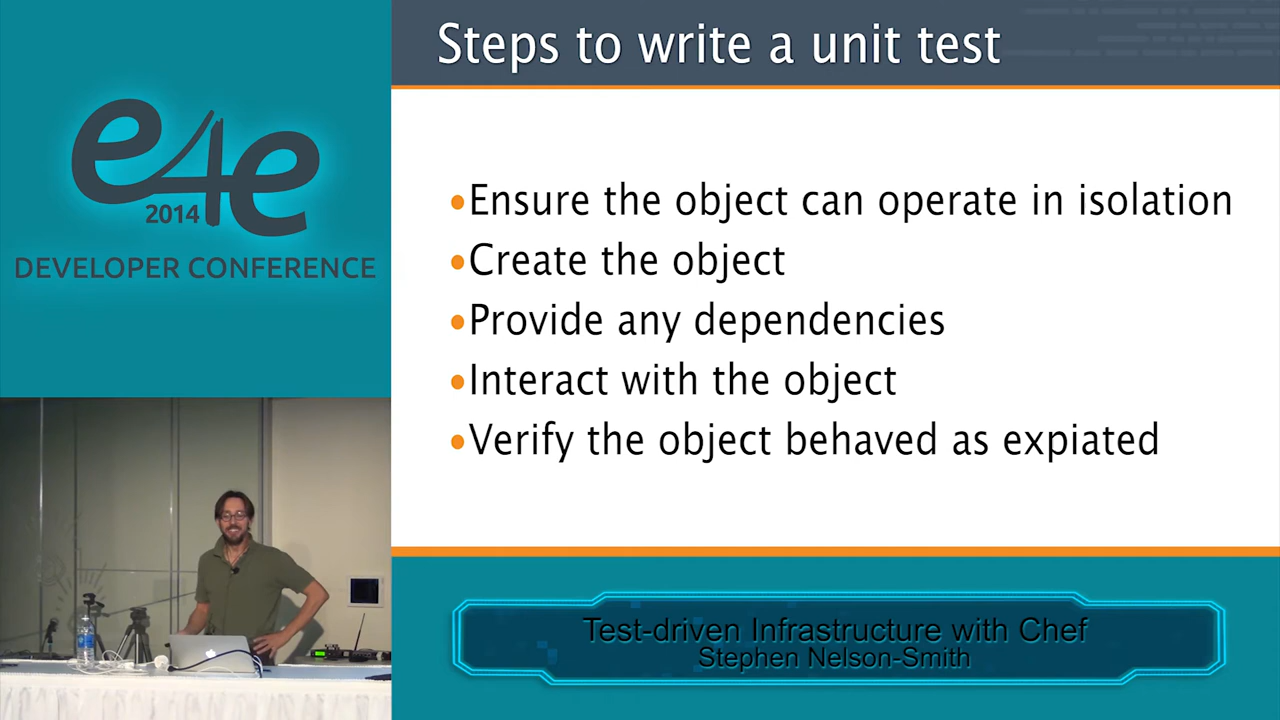 Steps to write a unit test
e4e
2014
DEVELOPER CONFERENCE
•Ensure the object can operate in isolation
•Create the object
•Provide any dependencies
•Interact with the object
•Verify the object behaved as expiated
Test-driven Infrastructure with Chef
Stephen Nelson-Smith